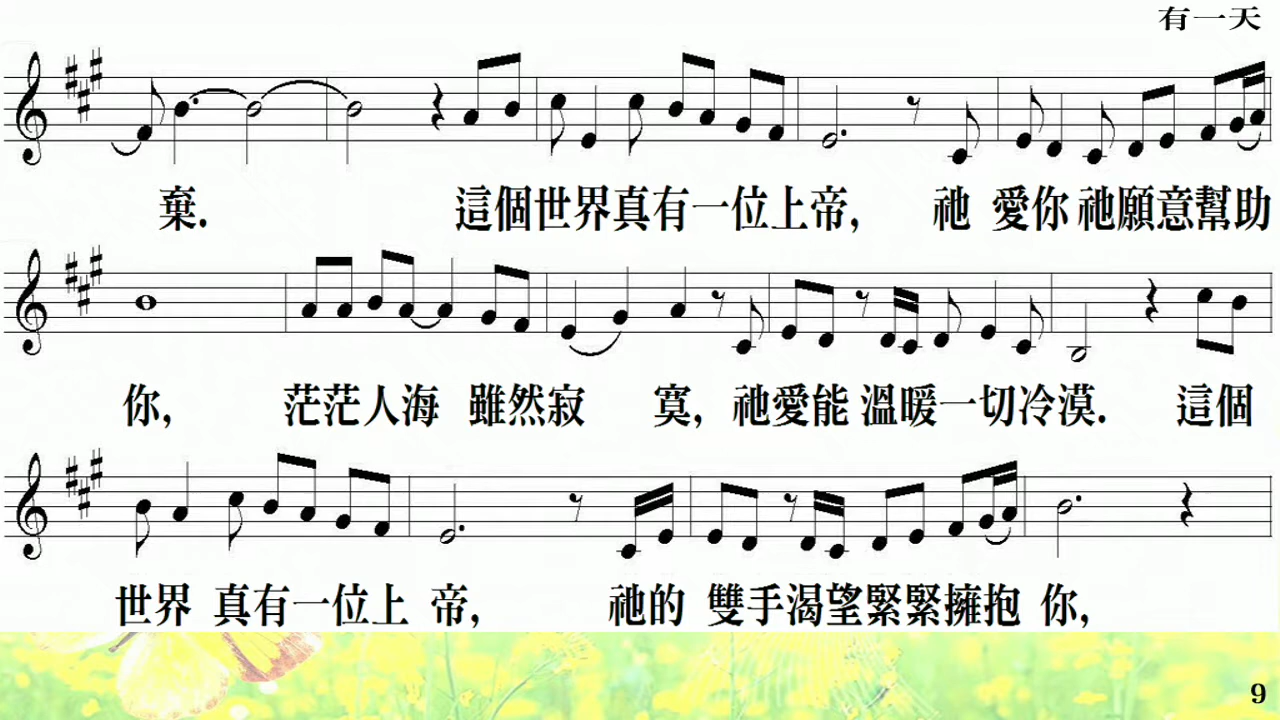 有一天
棄. 這個世界真有一位上帝, 祂 愛你 祂願意幫助
你, 茫茫人海 雖然寂 寞, 祂愛能 溫暖一切冷漠. 這個
世界 真有一位上 帝, 祂的 雙手渴望緊緊擁抱 你,
9